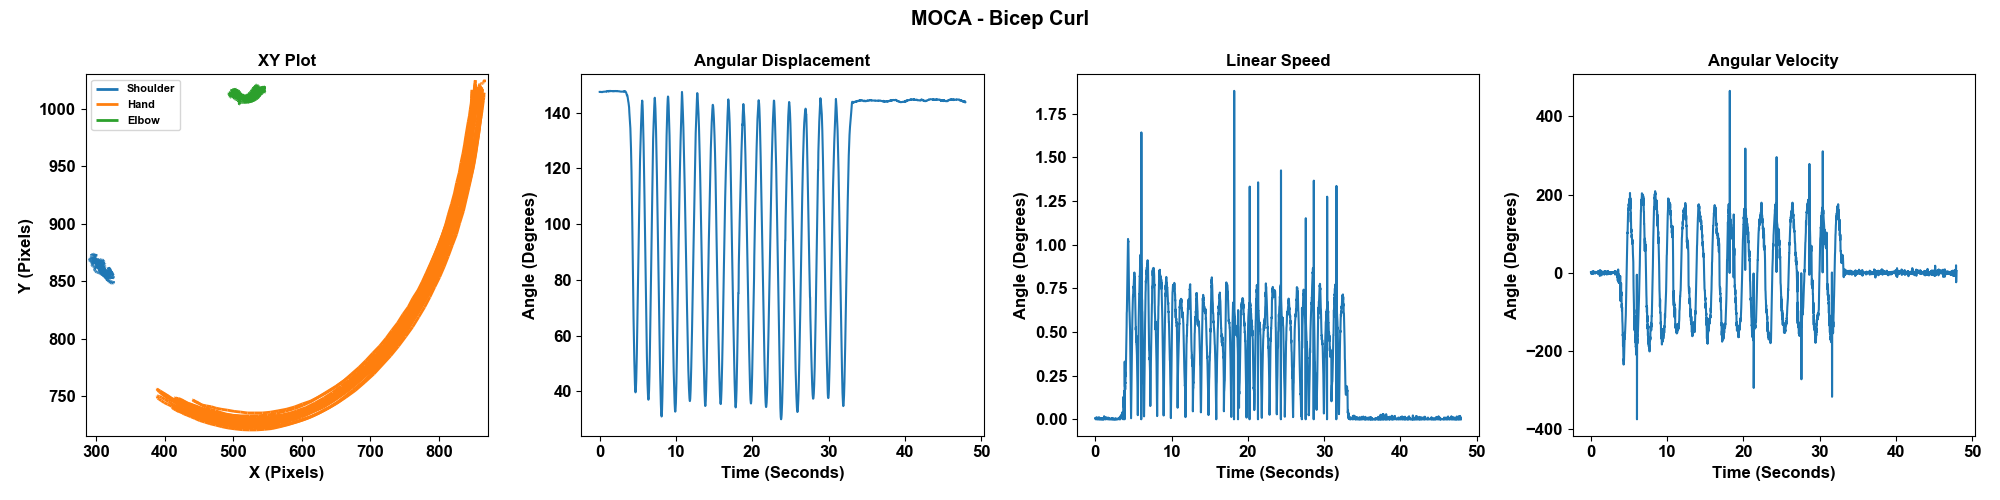 MOCA - Bicep Curl
XY Plot
Shoulder
Hand
Elbow
Y (Pixels)
1000
950
900
850
800
750
300 400 500 600 700 800
X (Pixels)
Angular Displacement
Angle (Degrees)
140
120
100
80
60
40
0 10 20 30 40 50
Time (Seconds)
Linear Speed
Angle (Degrees)
1.75
1.50
1.25
1.00
0.75
0.50
0.25
0.00
0 10 20 30 40 50
Time (Seconds)
Angular Velocity
Angle (Degrees)
400
200
0
−200
−400
0 10 20 30 40 50
Time (Seconds)